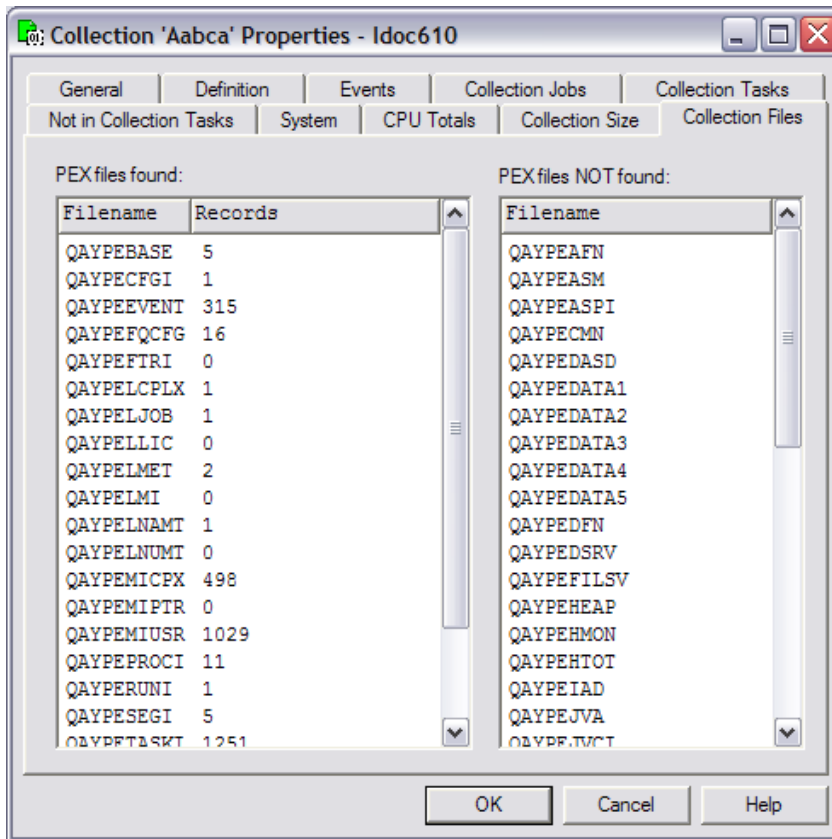 Collection 'Aabca' Properties - Idoc610
General Definition Events Collection Jobs Collection Tasks
Not in Collection Tasks System CPU Totals Collection Size Collection Files
PEX files found:
Filename Records
QAYPEBASE 5
QAYPECFGI 1
QAYPEEVENT 315
QAYPEFQCFG 16
QAYPEFTRI 0
QAYPELCPLX 1
QAYPELJOB 1
QAYPELLIC 0
QAYPELMET 2
QAYPELMI 0
QAYPELNAMT 1
QAYPELNUMT 0
QAYPEMICPX 498
QAYPEMIPTR 0
QAYPEMIUSR 1029
QAYPEPROCI 11
QAYPERUNI 1
QAYPESEGI 5
QAYPETASKI 1251
PEX files NOT found:
Filename
QAYPEAFN
QAYPEASM
QAYPEASPI
QAYPECMN
QAYPEDASD
QAYPEDATA1
QAYPEDATA2
QAYPEDATA3
QAYPEDATA4
QAYPEDATA5
QAYPEDFN
QAYPEDSRV
QAYPEFILSV
QAYPEHEAP
QAYPEHMON
QAYPEHTOT
QAYPEIAD
QAYPEJVA
QAYPEJVCI
OK Cancel Help